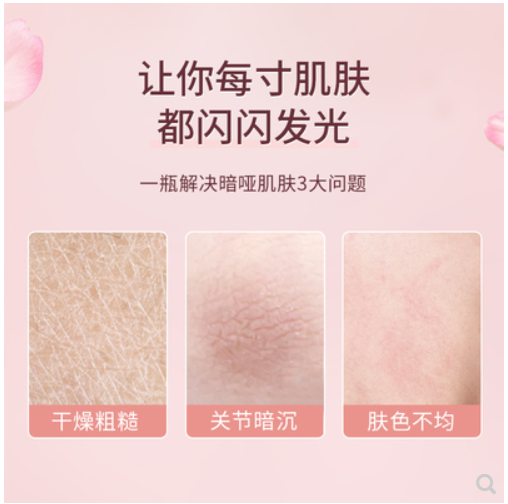 让你每寸肌肤
都闪闪发光
一瓶解决暗哑肌肤3大问题
干燥粗糙
关节暗沉
肤色不均